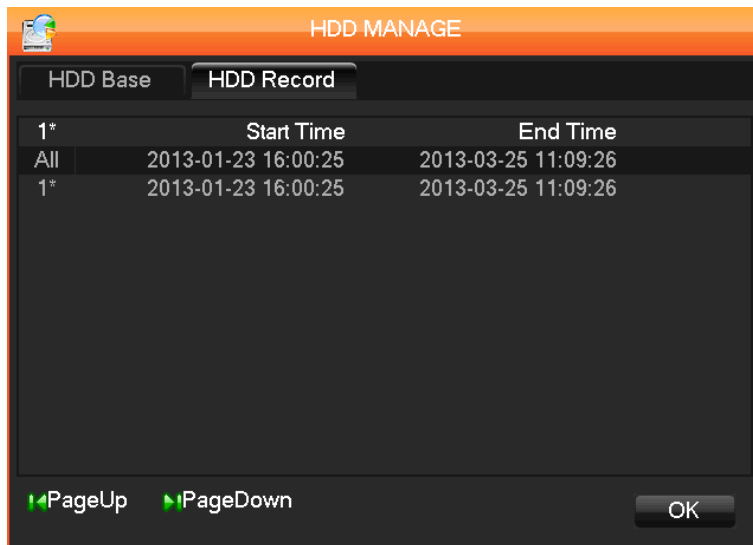 HDD MANAGE
HDD Base HDD Record
1* Start Time End Time
All 2013-01-23 16:00:25 2013-03-25 11:09:26
1* 2013-01-23 16:00:25 2013-03-25 11:09:26
PageUp PageDown OK